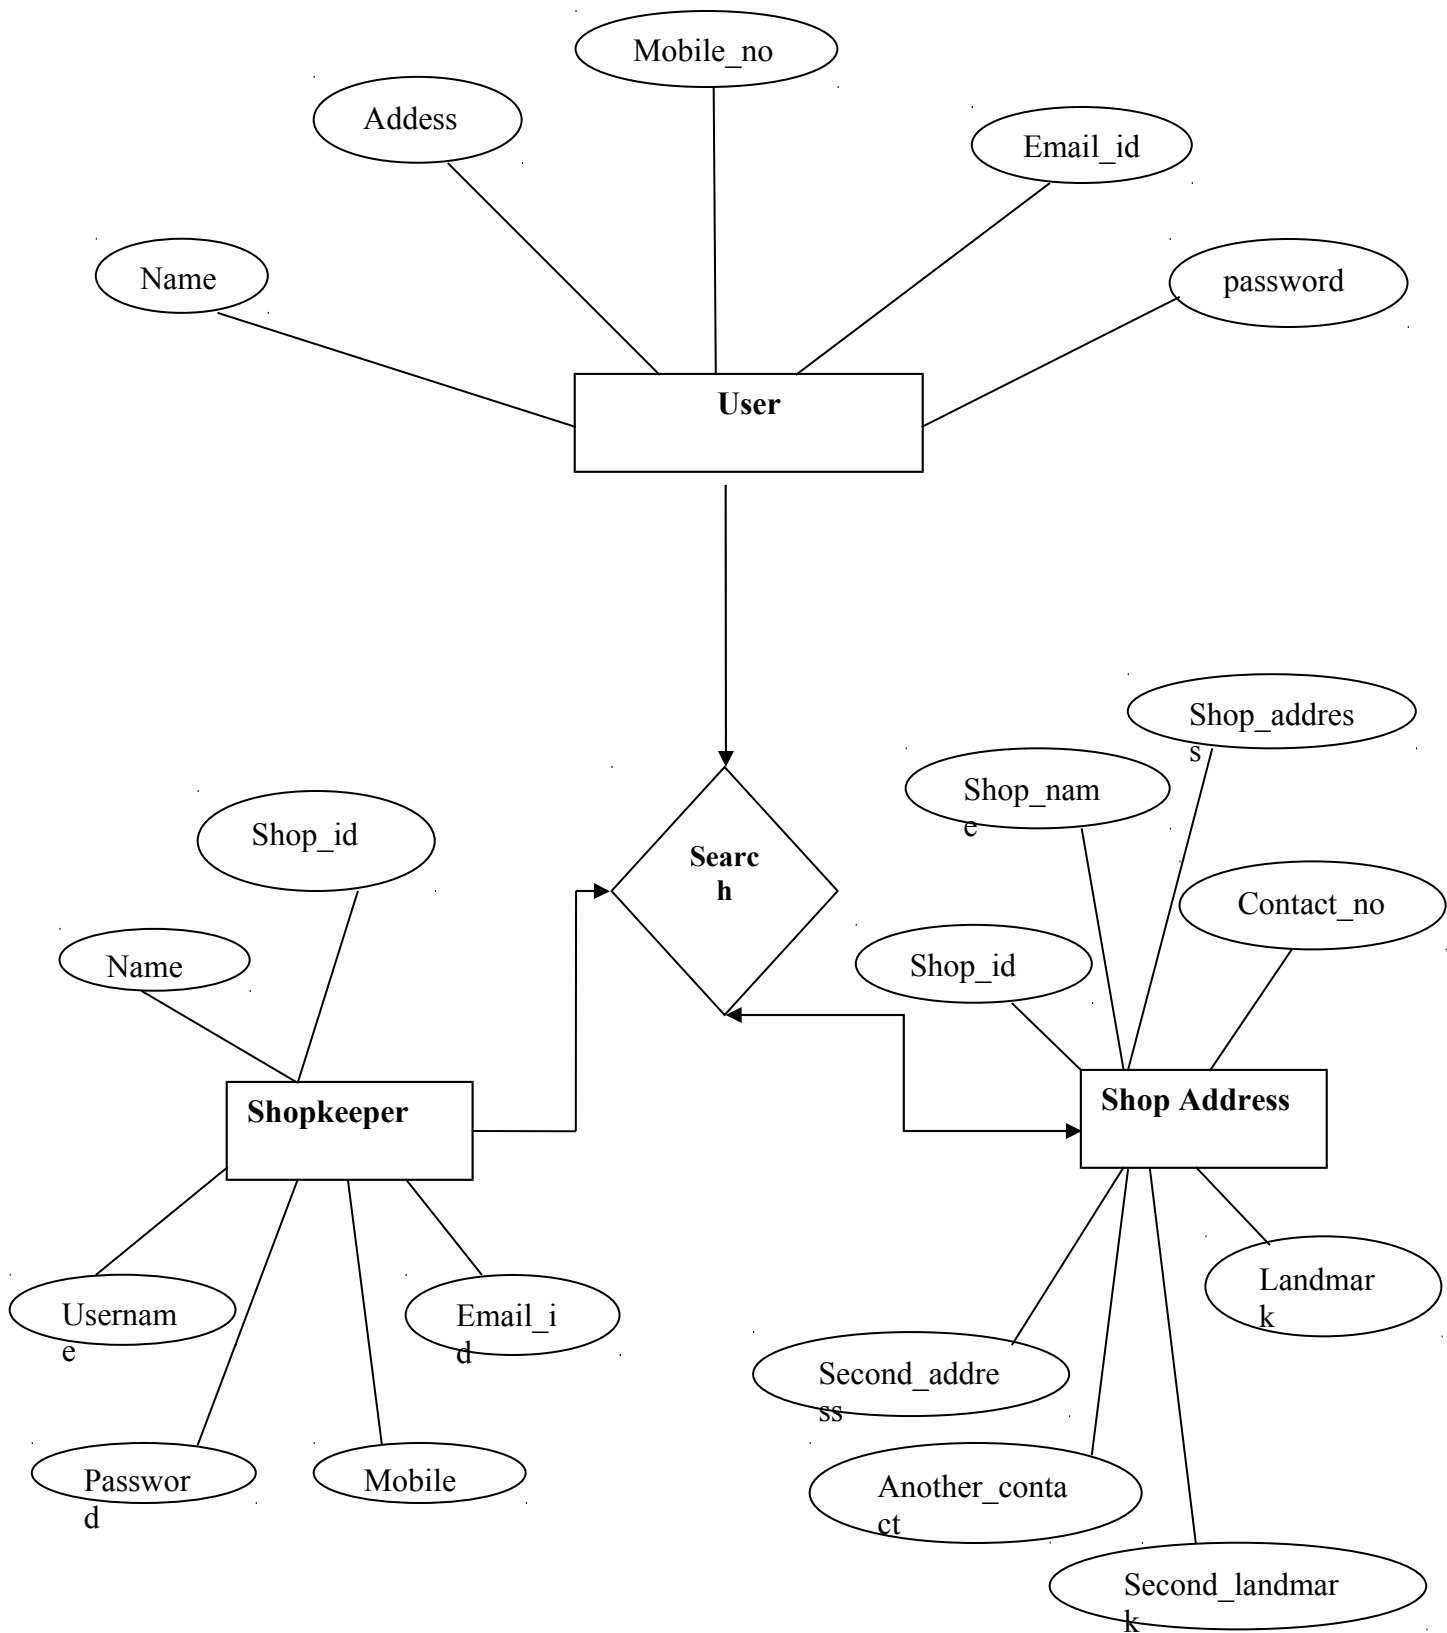 Mobile_no
Addess
Email_id
Name
password
User
Shop_addres
s
Shop_nam
e
Shop_id
Searc
h
Contact_no
Name
Shop_id
Shopkeeper
Shop Address
Usernam
e
Email_i
d
Landmar
k
Second_addre
ss
Passwor
d
Mobile
Another_conta
ct
Second_landmar
k